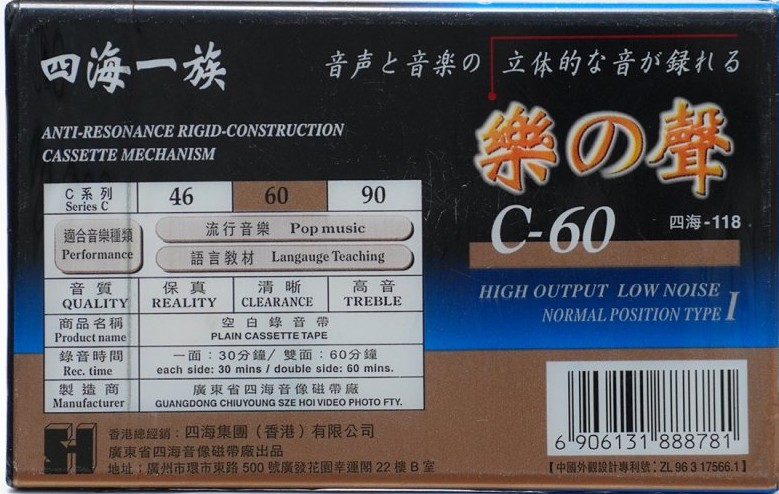 四海一族
音声と音楽の 立体的な音が録れる
ANTI-RESONANCE RIGID-CONSTRUCTION
CASSETTE MECHANISM
樂の聲
C-60
四海-118
HIGH OUTPUT LOW NOISE
NORMAL POSITION TYPE I
C系列 46 60 90
Series C
適合音樂種類 流行音樂 Pop music
Performance 語言教材 Langauge Teaching
音質 保真 清晰 高音
QUALITY REALITY CLEARANCE TREBLE
商品名稱 空白錄音帶
Product name PLAIN CASSETTE TAPE
錄音時間 一面：30分鐘/ 雙面：60分鐘
Rec. time each side: 30 mins / double side: 60 mins.
製造商 廣東省四海音像磁帶廠
Manufacturer GUANGDONG CHIUYOUNG SZE HOI VIDEO PHOTO FTY.
香港總經銷：四海集團（香港）有限公司
廣東省四海音像磁帶廠出品
地址：廣州市環市東路500號廣發花園幸運閣22樓B室
6 906131 888781
【中國外觀設計專利號：ZL 96 3 17566.1】